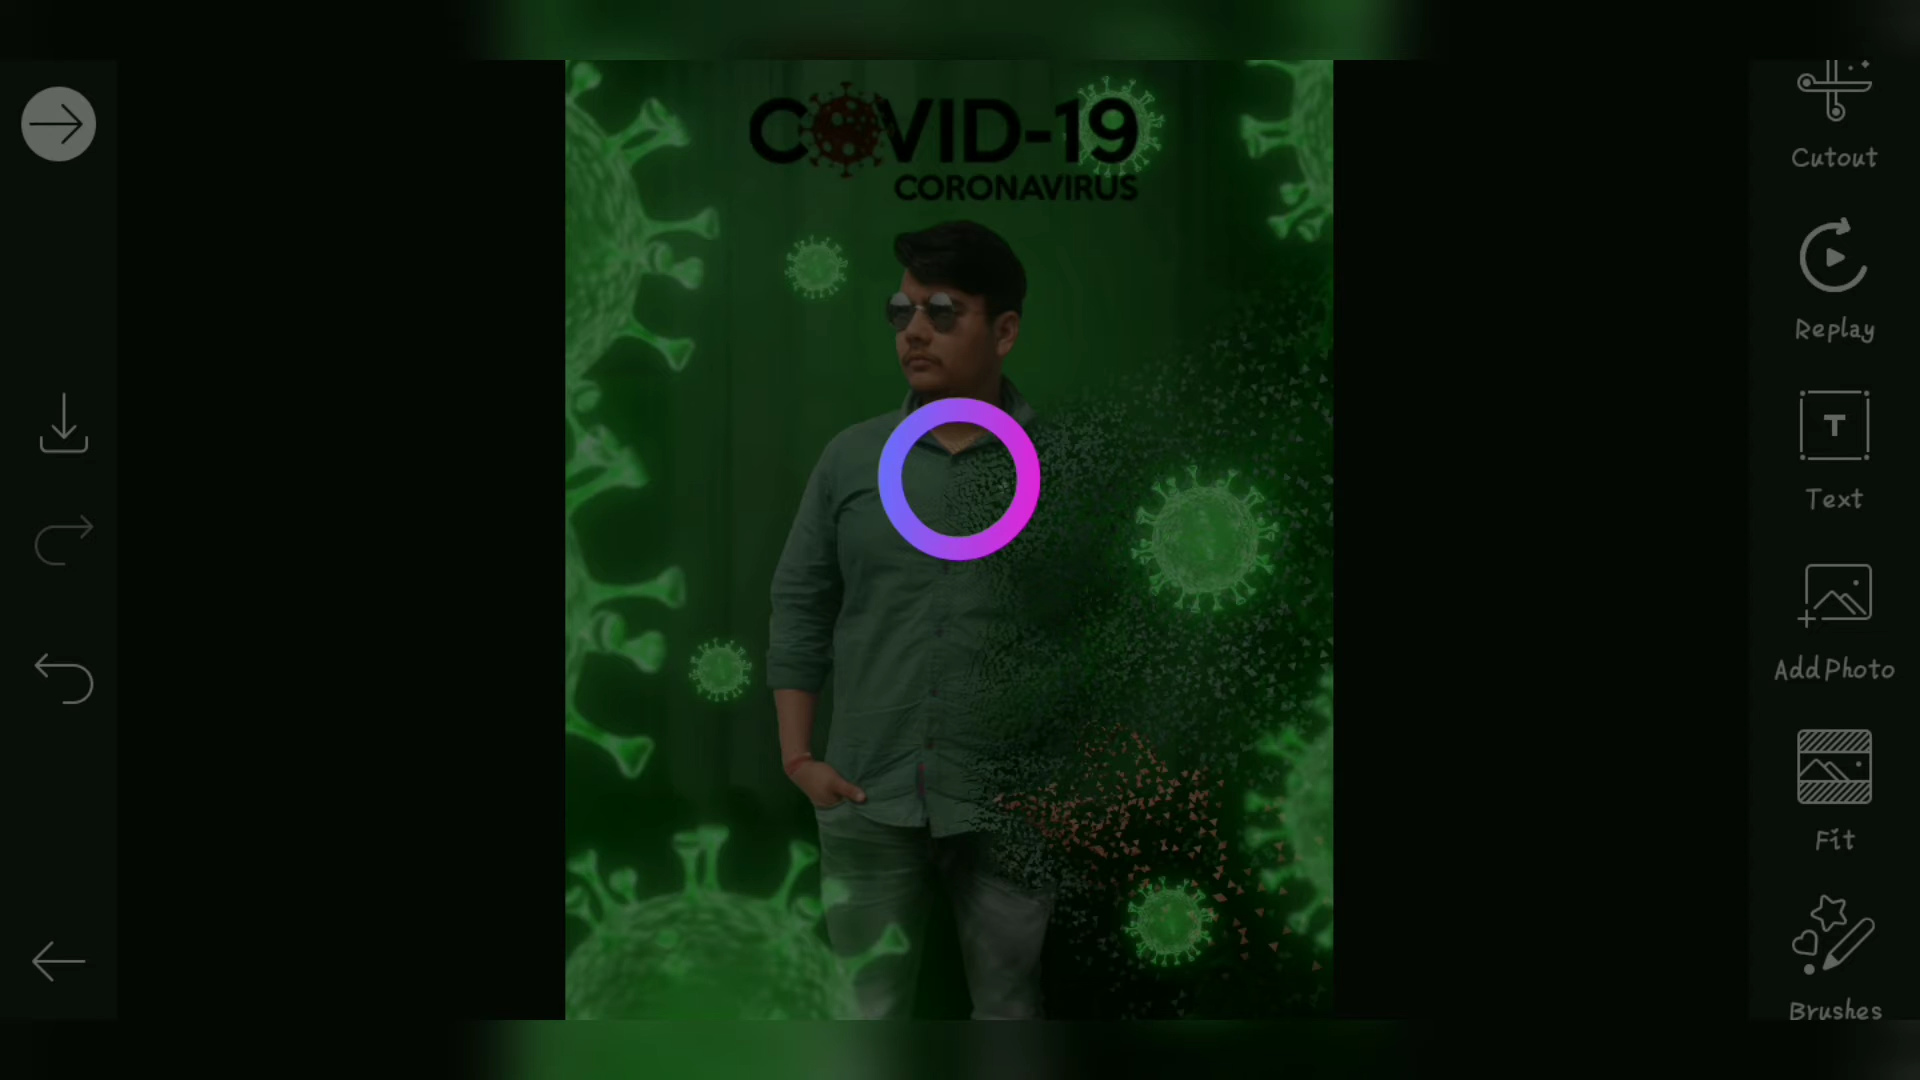 COVID-19
CORONAVIRUS
Cutout
Replay
Text
Add Photo
Fit
Brushes